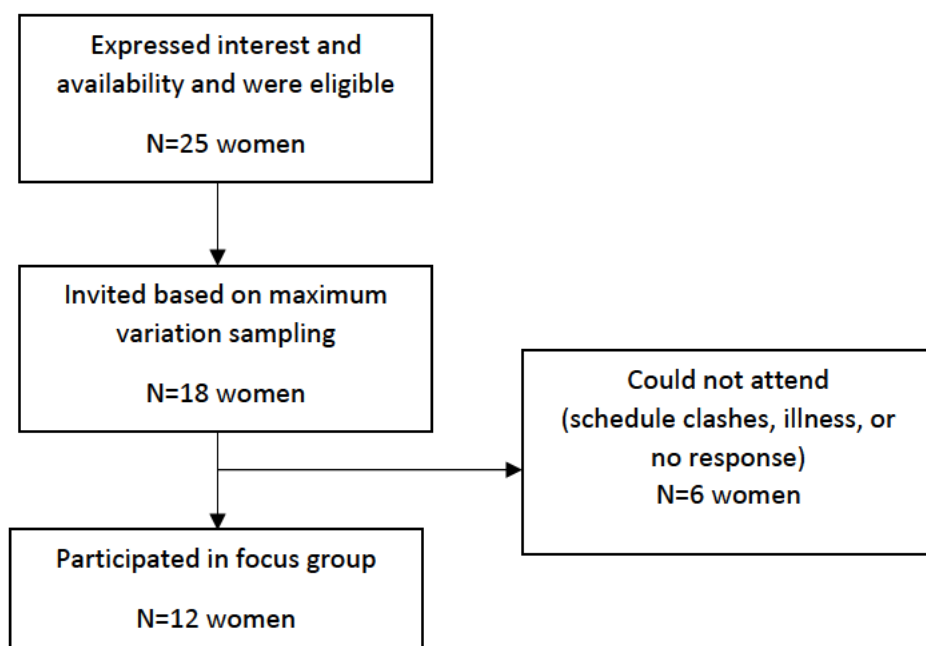 Expressed interest and
availability and were eligible
N=25 women
Invited based on maximum
variation sampling
N=18 women
Could not attend
(schedule clashes, illness, or
no response)
N=6 women
Participated in focus group
N=12 women